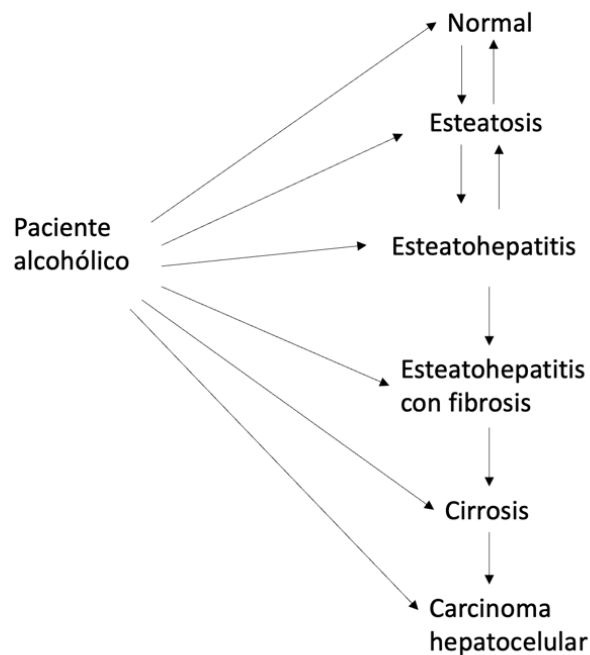 Normal
Esteatosis
Paciente
alcohólico
Esteatohepatitis
Esteatohepatitis
con fibrosis
Cirrosis
Carcinoma
hepatocelular